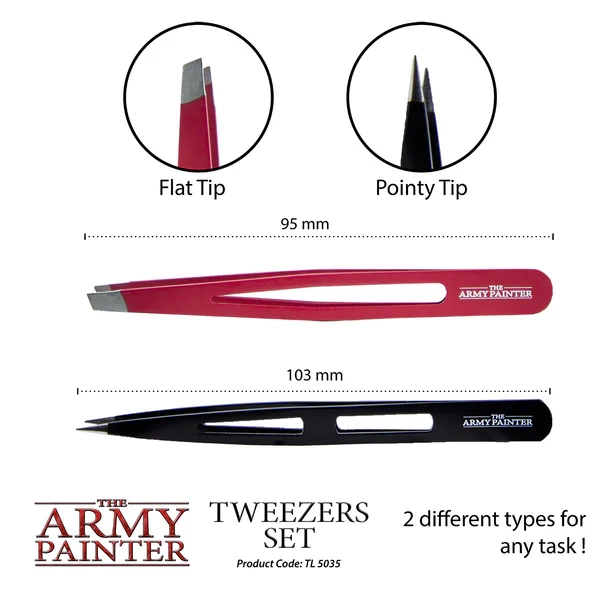 Flat Tip
Pointy Tip
95 mm
THE
ARMY PAINTER
103 mm
THE
ARMY PAINTER
THE
ARMY
PAINTER
TWEEZERS
SET
Product Code: TL 5035
2 different types for
any task !